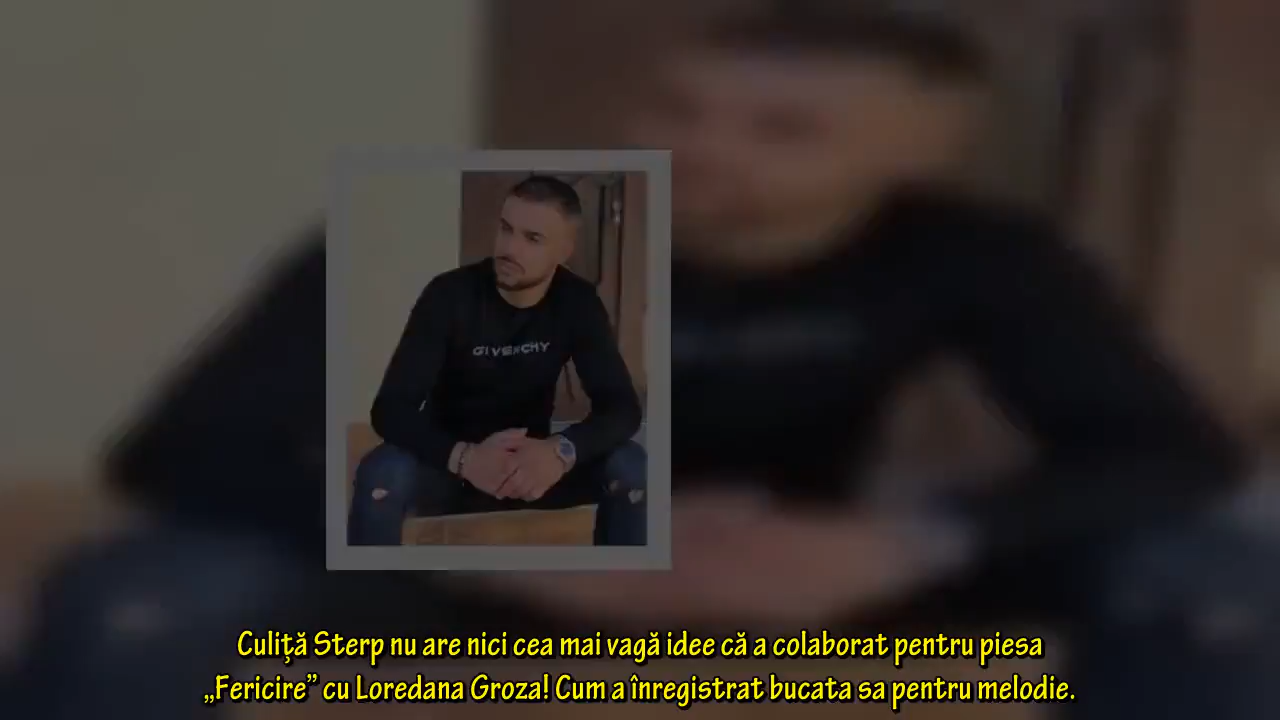 GIVENCHY
Culiță Sterp nu are nici cea mai vagă idee că a colaborat pentru piesa
„Fericire” cu Loredana Groza! Cum a înregistrat bucata sa pentru melodie.